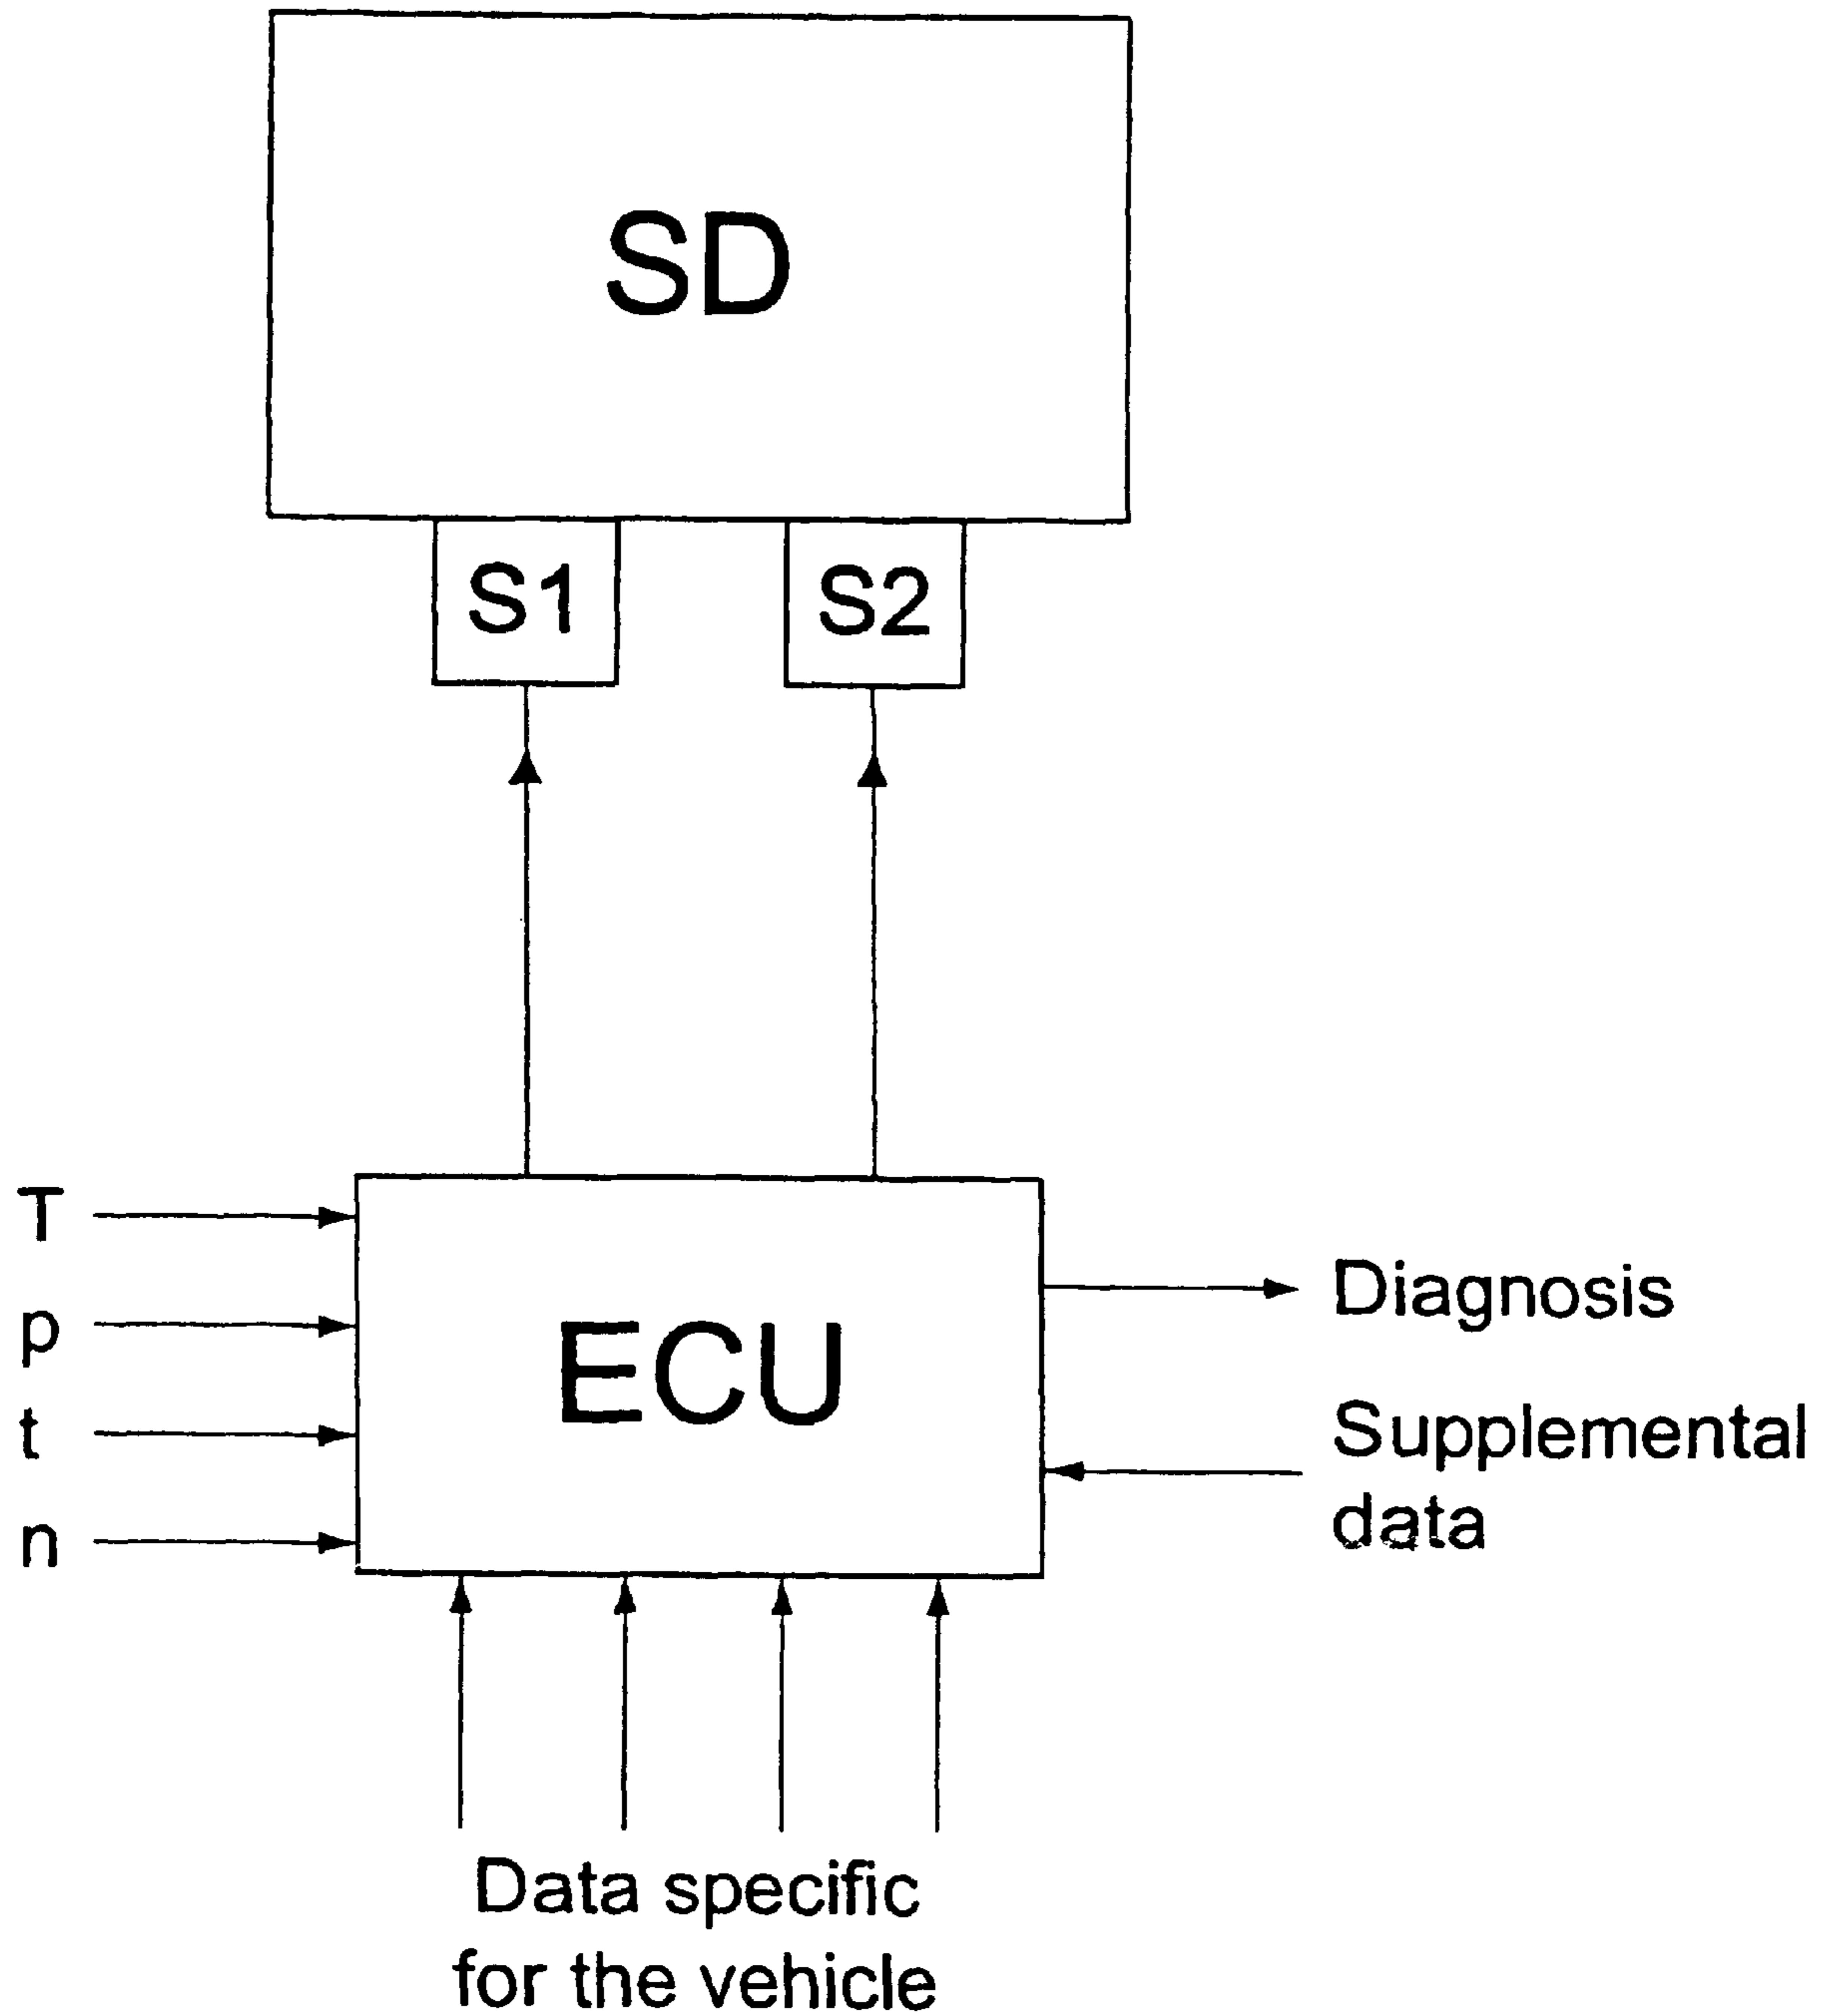 SD
S1 S2
T
p
t
n
ECU
Diagnosis
Supplemental
data
Data specific
for the vehicle